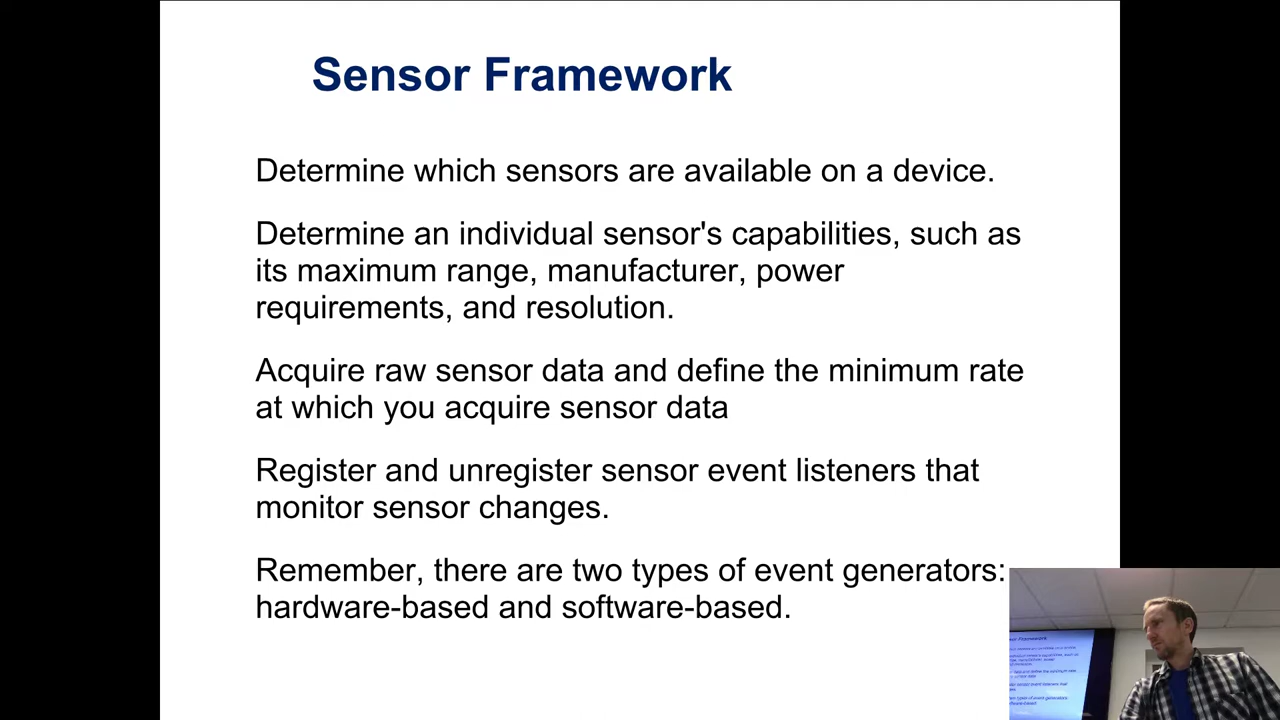 Sensor Framework
Determine which sensors are available on a device.
Determine an individual sensor's capabilities, such as
its maximum range, manufacturer, power
requirements, and resolution.
Acquire raw sensor data and define the minimum rate
at which you acquire sensor data
Register and unregister sensor event listeners that
monitor sensor changes.
Remember, there are two types of event generators:
hardware-based and software-based.